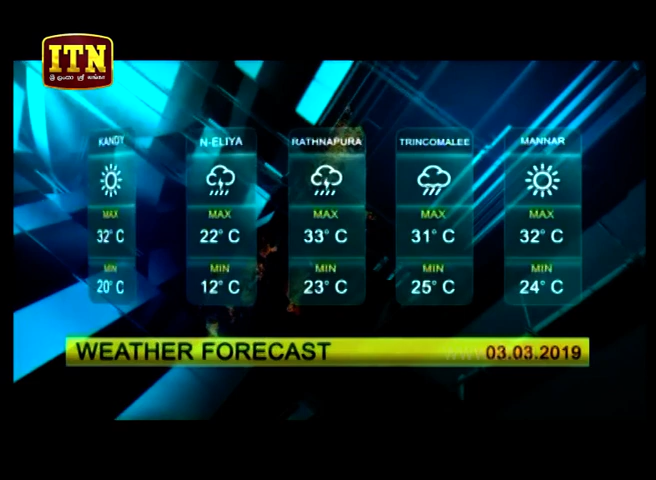 ITN
ශ්‍රී ලංකා ශ්‍රී லங்கா
KANDY
MAX
32° C
MIN
20° C
N-ELIYA
MAX
22° C
MIN
12° C
RATHNAPURA
MAX
33° C
MIN
23° C
TRINCOMALEE
MAX
31° C
MIN
25° C
MANNAR
MAX
32° C
MIN
24° C
WEATHER FORECAST
03.03.2019